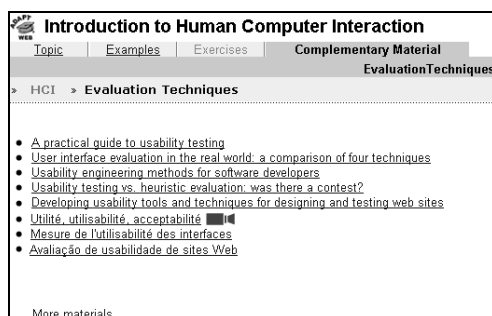 ADAPT
WEB
Introduction to Human Computer Interaction
Topic Examples Exercises Complementary Material
EvaluationTechniques
» HCI » Evaluation Techniques
• A practical guide to usability testing
• User interface evaluation in the real world: a comparison of four techniques
• Usability engineering methods for software developers
• Usability testing vs. heuristic evaluation: was there a contest?
• Developing usability tools and techniques for designing and testing web sites
• Utilité, utilisabilité, acceptabilité
• Mesure de l'utilisabilité des interfaces
• Avaliação de usabilidade de sites Web
More materials